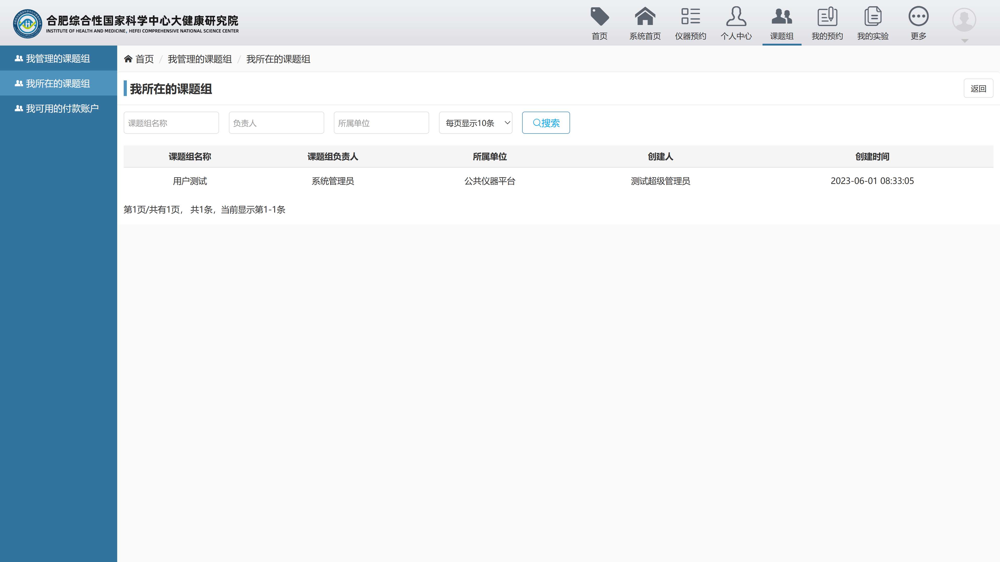 合肥综合性国家科学中心大健康研究院
INSTITUTE OF HEALTH AND MEDICINE, HEFEI COMPREHENSIVE NATIONAL SCIENCE CENTER
首页 系统首页 仪器预约 个人中心 课题组 我的预约 我的实验 更多
我管理的课题组
我所在的课题组
我可用的付款账户
首页 / 我管理的课题组 / 我所在的课题组
我所在的课题组 返回
课题组名称 负责人 所属单位 每页显示10条 搜索
课题组名称 课题组负责人 所属单位 创建人 创建时间
用户测试 系统管理员 公共仪器平台 测试超级管理员 2023-06-01 08:33:05
第1页/共有1页， 共1条，当前显示第1-1条